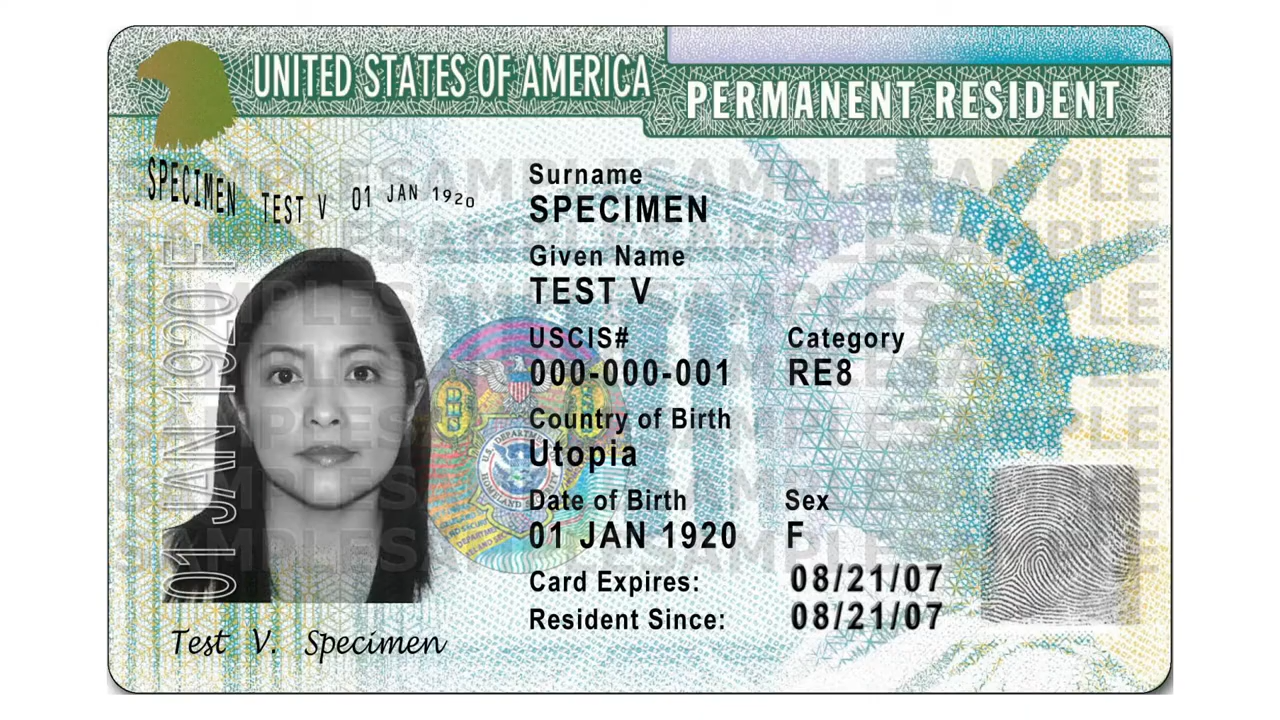 UNITED STATES OF AMERICA
PERMANENT RESIDENT
SPECIMEN TEST V 01 JAN 1920
SAMPLESAMPLESAMPLESAMPLE
Surname
SPECIMEN
Given Name
TEST V
USCIS# Category
000-000-001 RE8
Country of Birth
Utopia
Date of Birth Sex
01 JAN 1920 F
Card Expires: 08/21/07
Resident Since: 08/21/07
01 JAN 1920 F
Test V. Specimen